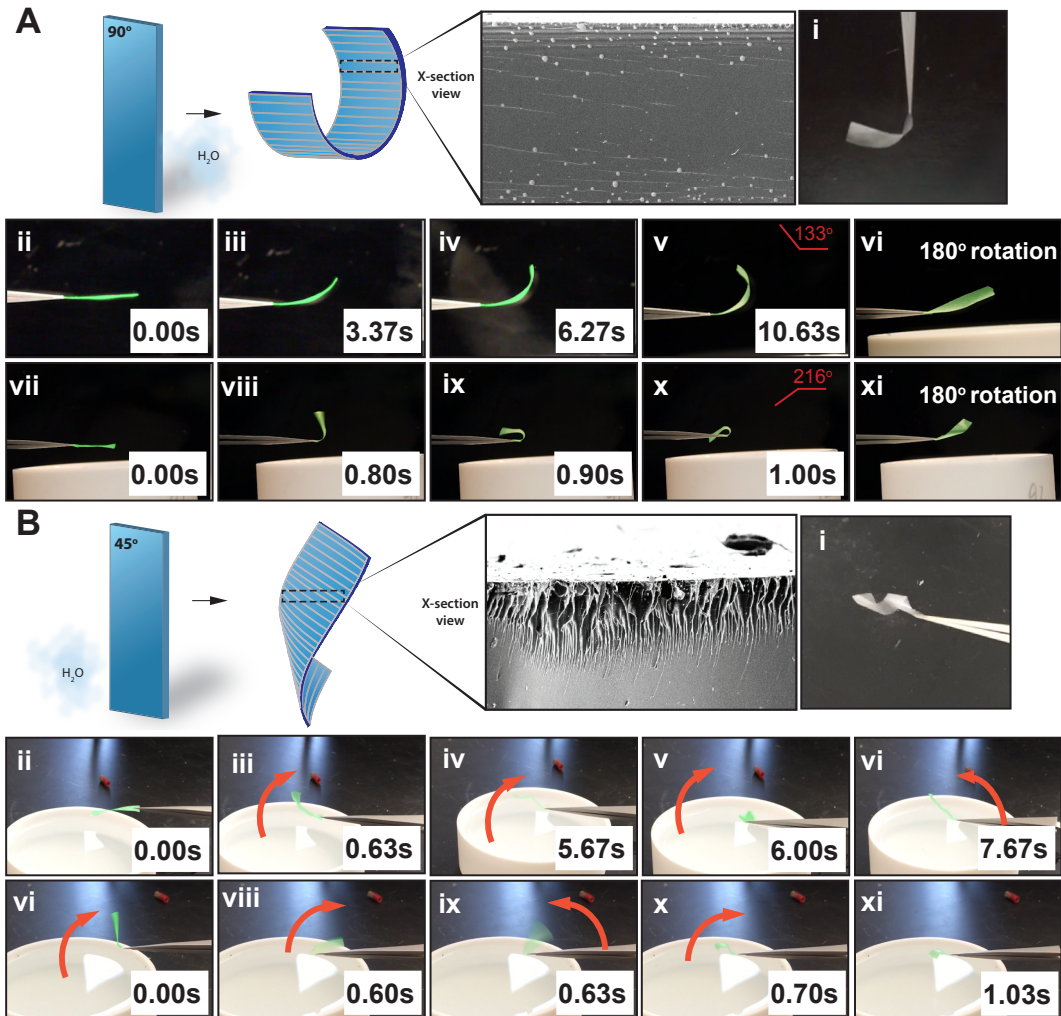 A
90°
H₂O
X-section
view
i
ii
0.00s
iii
3.37s
iv
6.27s
v
133°
10.63s
vi
180° rotation
vii
0.00s
viii
0.80s
ix
0.90s
x
216°
1.00s
xi
180° rotation
B
45°
H₂O
X-section
view
i
ii
0.00s
iii
0.63s
iv
5.67s
v
6.00s
vi
7.67s
vi
0.00s
viii
0.60s
ix
0.63s
x
0.70s
xi
1.03s